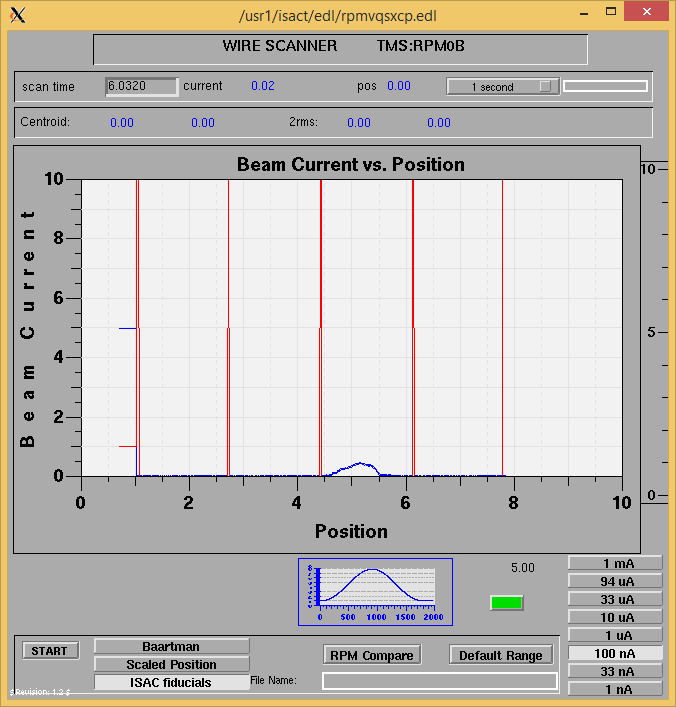 /usr1/isact/edl/rpmvqsxcp.edl
WIRE SCANNER TMS:RPM0B
scan time 6.0320 current 0.02 pos 0.00 1 second
Centroid: 0.00 0.00 2rms: 0.00 0.00
Beam Current vs. Position
10
8
6
4
2
0
Beam Current
0 2 4 6 8 10
Position
10
5
0
8
0 500 1000 1500 2000
5.00
1 mA
94 uA
33 uA
10 uA
1 uA
100 nA
33 nA
1 nA
START
Baartman
Scaled Position
ISAC fiducials
RPM Compare
Default Range
File Name:
$Revision: 1.2 $